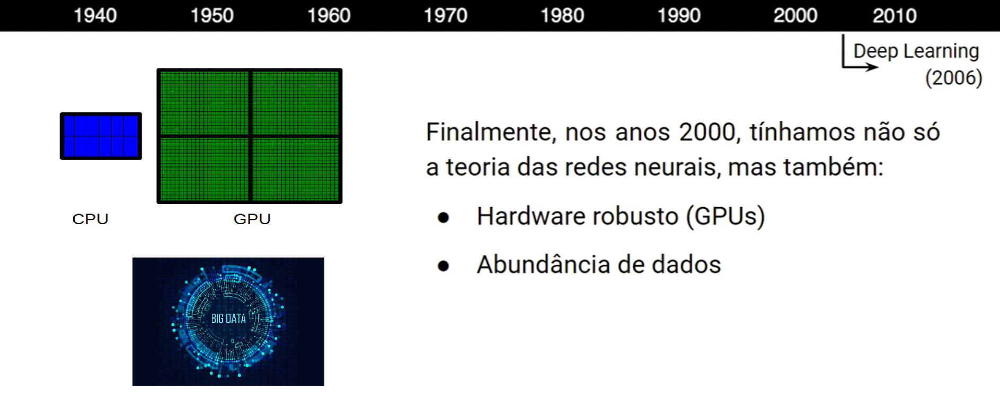 1940 1950 1960 1970 1980 1990 2000 2010
Deep Learning
(2006)
Finalmente, nos anos 2000, tínhamos não só
a teoria das redes neurais, mas também:
● Hardware robusto (GPUs)
● Abundância de dados
CPU GPU
BIG DATA